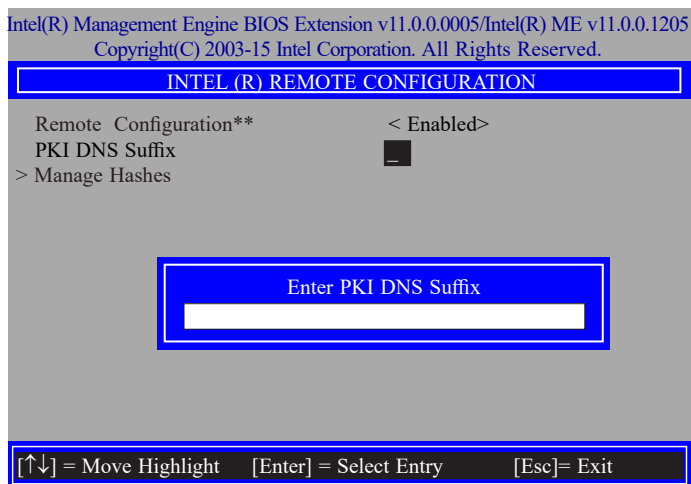 Intel(R) Management Engine BIOS Extension v11.0.0.0005/Intel(R) ME v11.0.0.1205
Copyright(C) 2003-15 Intel Corporation. All Rights Reserved.
INTEL (R) REMOTE CONFIGURATION
Remote Configuration** < Enabled>
PKI DNS Suffix _
> Manage Hashes
Enter PKI DNS Suffix
[↑↓] = Move Highlight [Enter] = Select Entry [Esc]= Exit